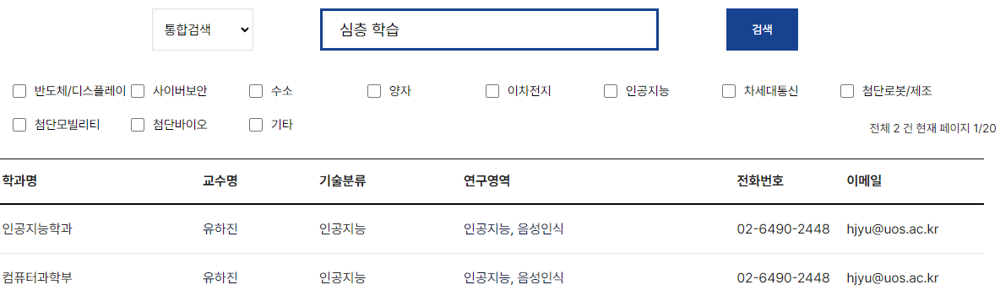 통합검색 심층 학습 검색
반도체/디스플레이 사이버보안 수소 양자 이차전지 인공지능 차세대통신 첨단로봇/제조
첨단모빌리티 첨단바이오 기타
전체 2 건 현재 페이지 1/20
학과명 교수명 기술분류 연구영역 전화번호 이메일
인공지능학과 유하진 인공지능 인공지능, 음성인식 02-6490-2448 hjyu@uos.ac.kr
컴퓨터과학부 유하진 인공지능 인공지능, 음성인식 02-6490-2448 hjyu@uos.ac.kr